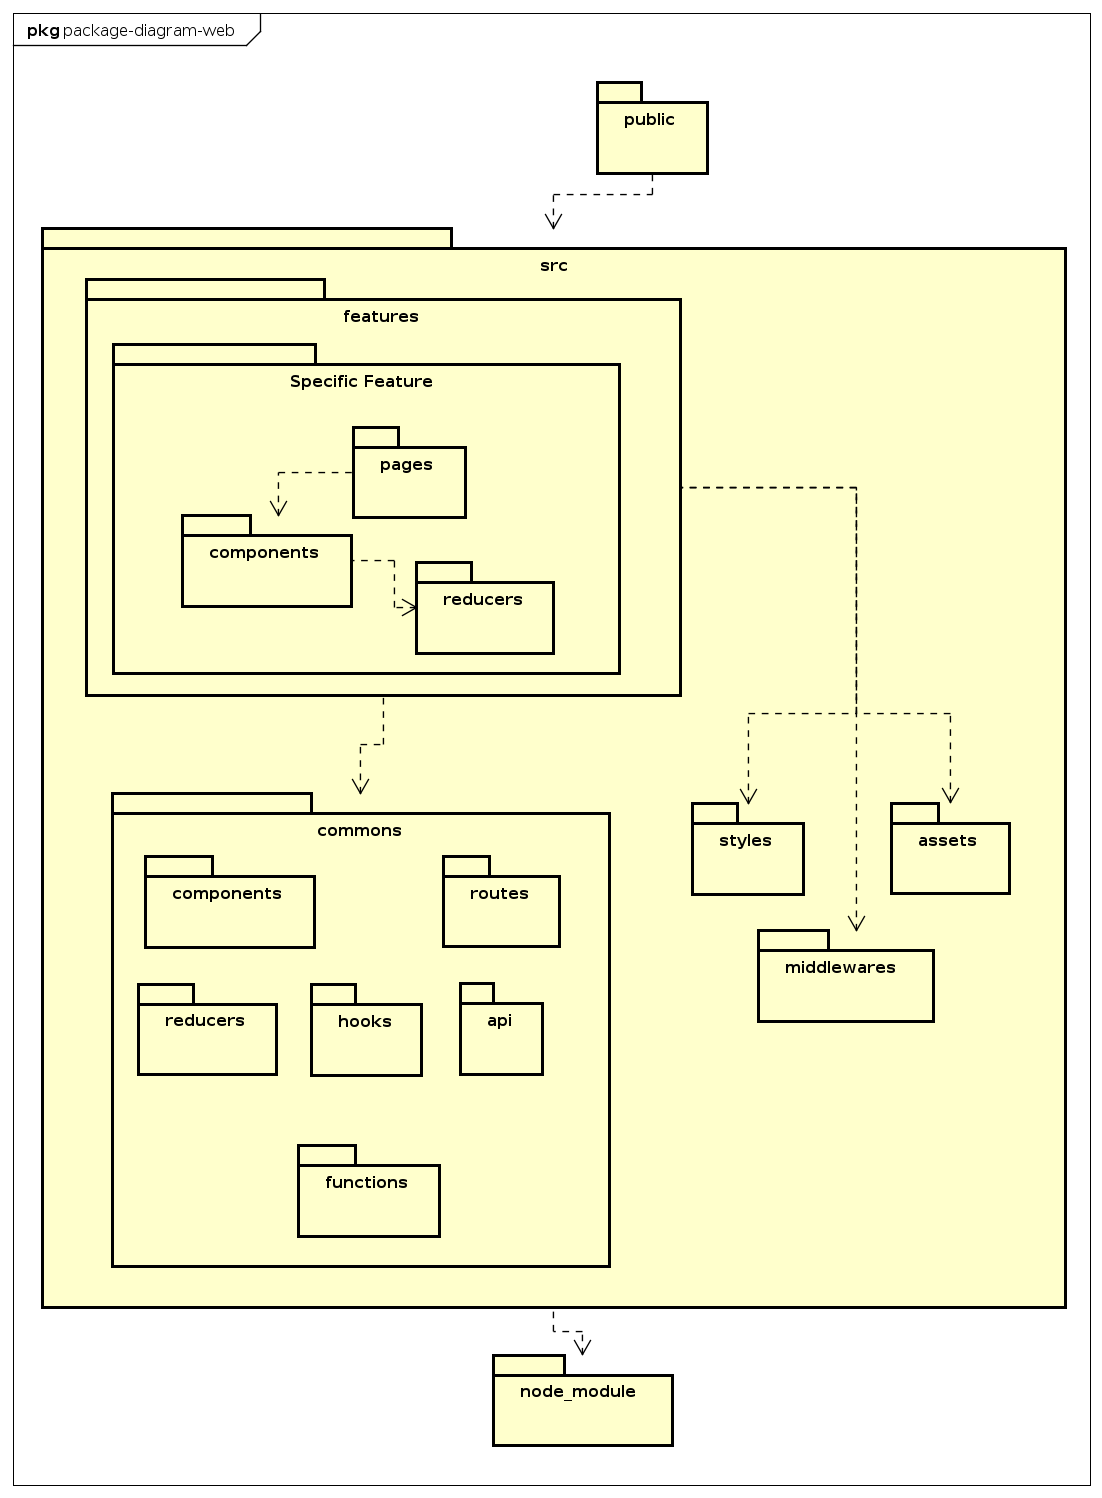 pkg package-diagram-web
public
src
features
Specific Feature
pages
components
reducers
commons
components
routes
reducers
hooks
api
functions
styles
assets
middlewares
node_module